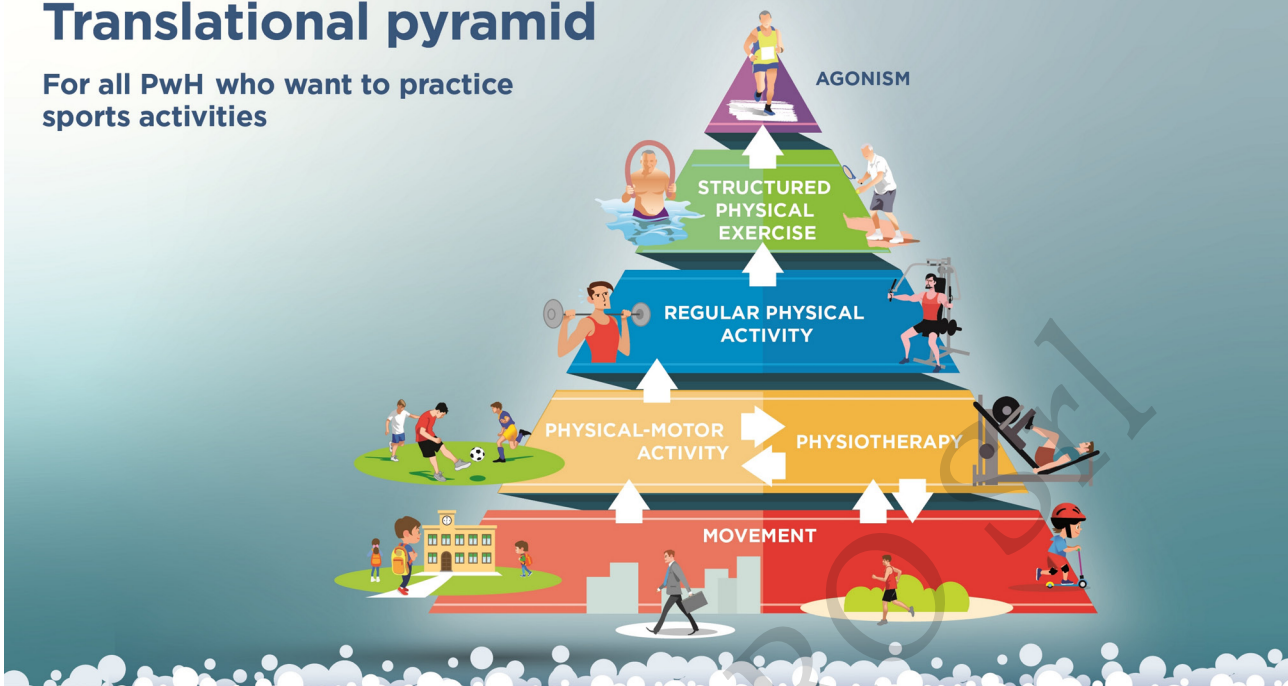 Translational pyramid
For all PwH who want to practice
sports activities
AGONISM
STRUCTURED
PHYSICAL
EXERCISE
REGULAR PHYSICAL
ACTIVITY
PHYSICAL-MOTOR
ACTIVITY
PHYSIOTHERAPY
MOVEMENT
Srl